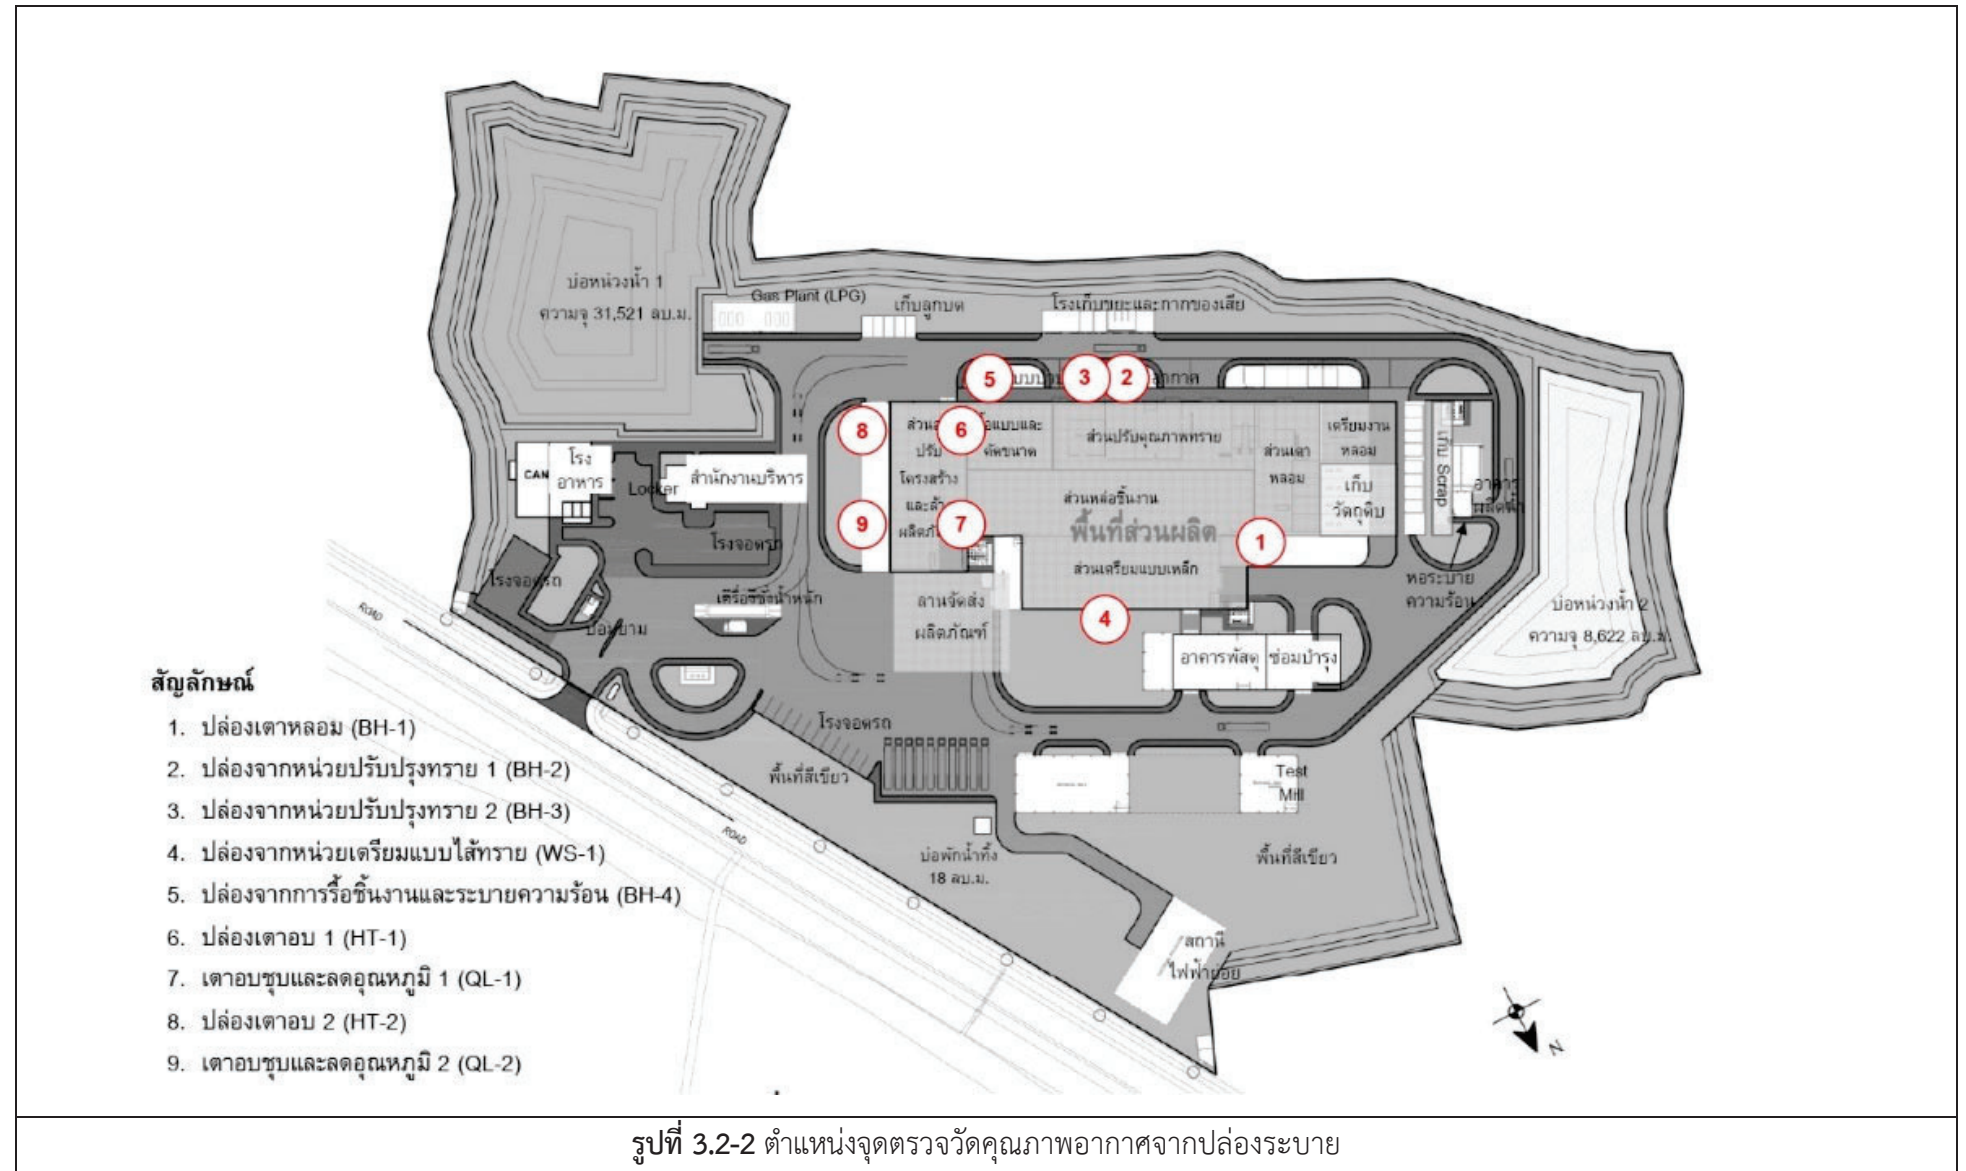 บ่อหน่วงน้ำ 1
ความจุ 31,521 ลบ.ม.
Gas Plant (LPG)
เก็บลูกบด
โรงเก็บขยะและกากของเสีย
5
3
2
8
6
9
7
1
4
ส่วนปรับคุณภาพทราย
คัดขนาด
ปรับ
โครงสร้าง
ส่วนเตา
หลอม
เตรียมงาน
หลอม
เก็บ
วัตถุดิบ
เก็บ Scrap
ส่วนหล่อชิ้นงาน
พื้นที่ส่วนผลิต
ส่วนเตรียมแบบเหล็ก
CAN
โรง
อาหาร
Locker
สำนักงานบริหาร
โรงจอดรถ
โรงจอดรถ
เครื่องชั่งน้ำหนัก
ป้อมยาม
ลานจัดส่ง
ผลิตภัณฑ์
หอระบาย
ความร้อน
บ่อหน่วงน้ำ 2
ความจุ 8,622 ลบ.ม.
อาคารพัสดุ
ซ่อมบำรุง
ROAD
โรงจอดรถ
พื้นที่สีเขียว
Test
Mill
ROAD
บ่อพักน้ำทิ้ง
18 ลบ.ม.
พื้นที่สีเขียว
สถานี
ไฟฟ้าย่อย
N
สัญลักษณ์
1. ปล่องเตาหลอม (BH-1)
2. ปล่องจากหน่วยปรับปรุงทราย 1 (BH-2)
3. ปล่องจากหน่วยปรับปรุงทราย 2 (BH-3)
4. ปล่องจากหน่วยเตรียมแบบไส้ทราย (WS-1)
5. ปล่องจากการรื้อชิ้นงานและระบายความร้อน (BH-4)
6. ปล่องเตาอบ 1 (HT-1)
7. เตาอบชุบและลดอุณหภูมิ 1 (QL-1)
8. ปล่องเตาอบ 2 (HT-2)
9. เตาอบชุบและลดอุณหภูมิ 2 (QL-2)
รูปที่ 3.2-2 ตำแหน่งจุดตรวจวัดคุณภาพอากาศจากปล่องระบาย